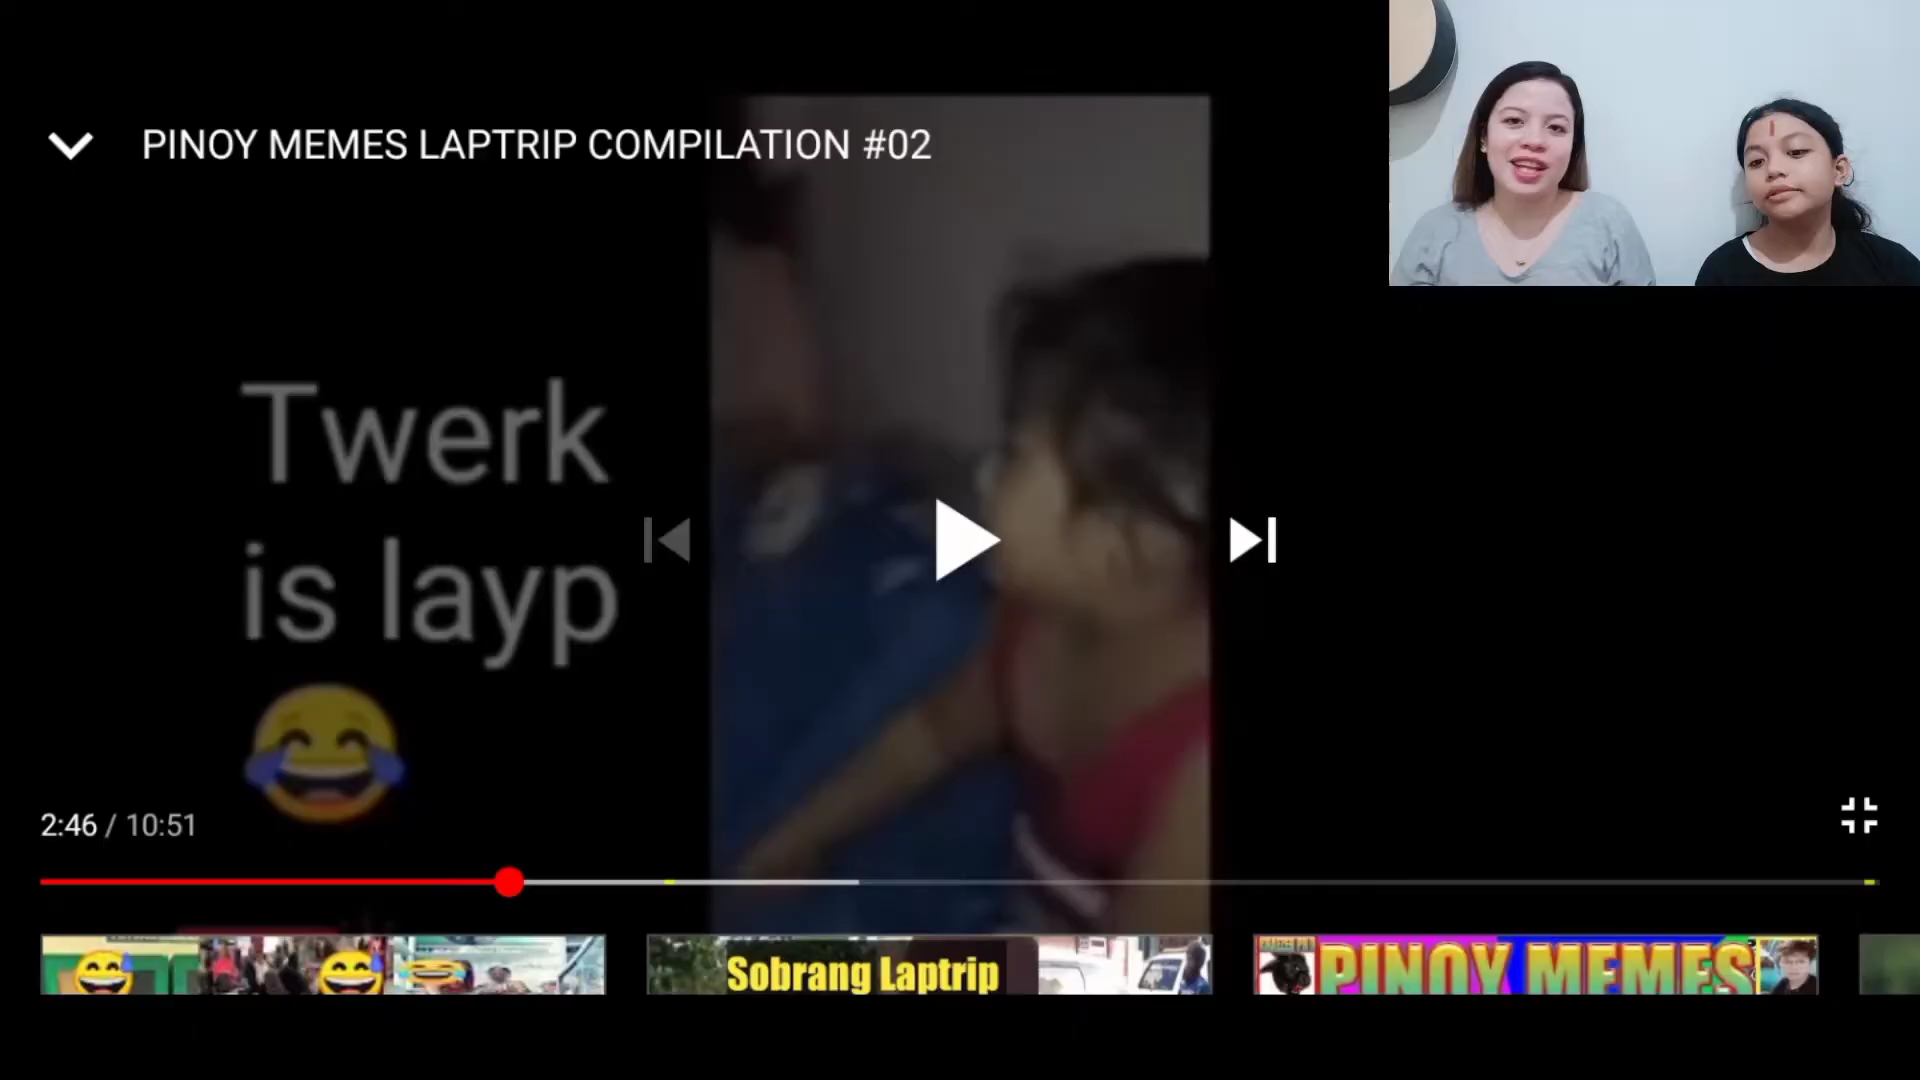 PINOY MEMES LAPTRIP COMPILATION #02
Twerk
is layp
2:46 / 10:51
Sobrang Laptrip
PINOY MEMES